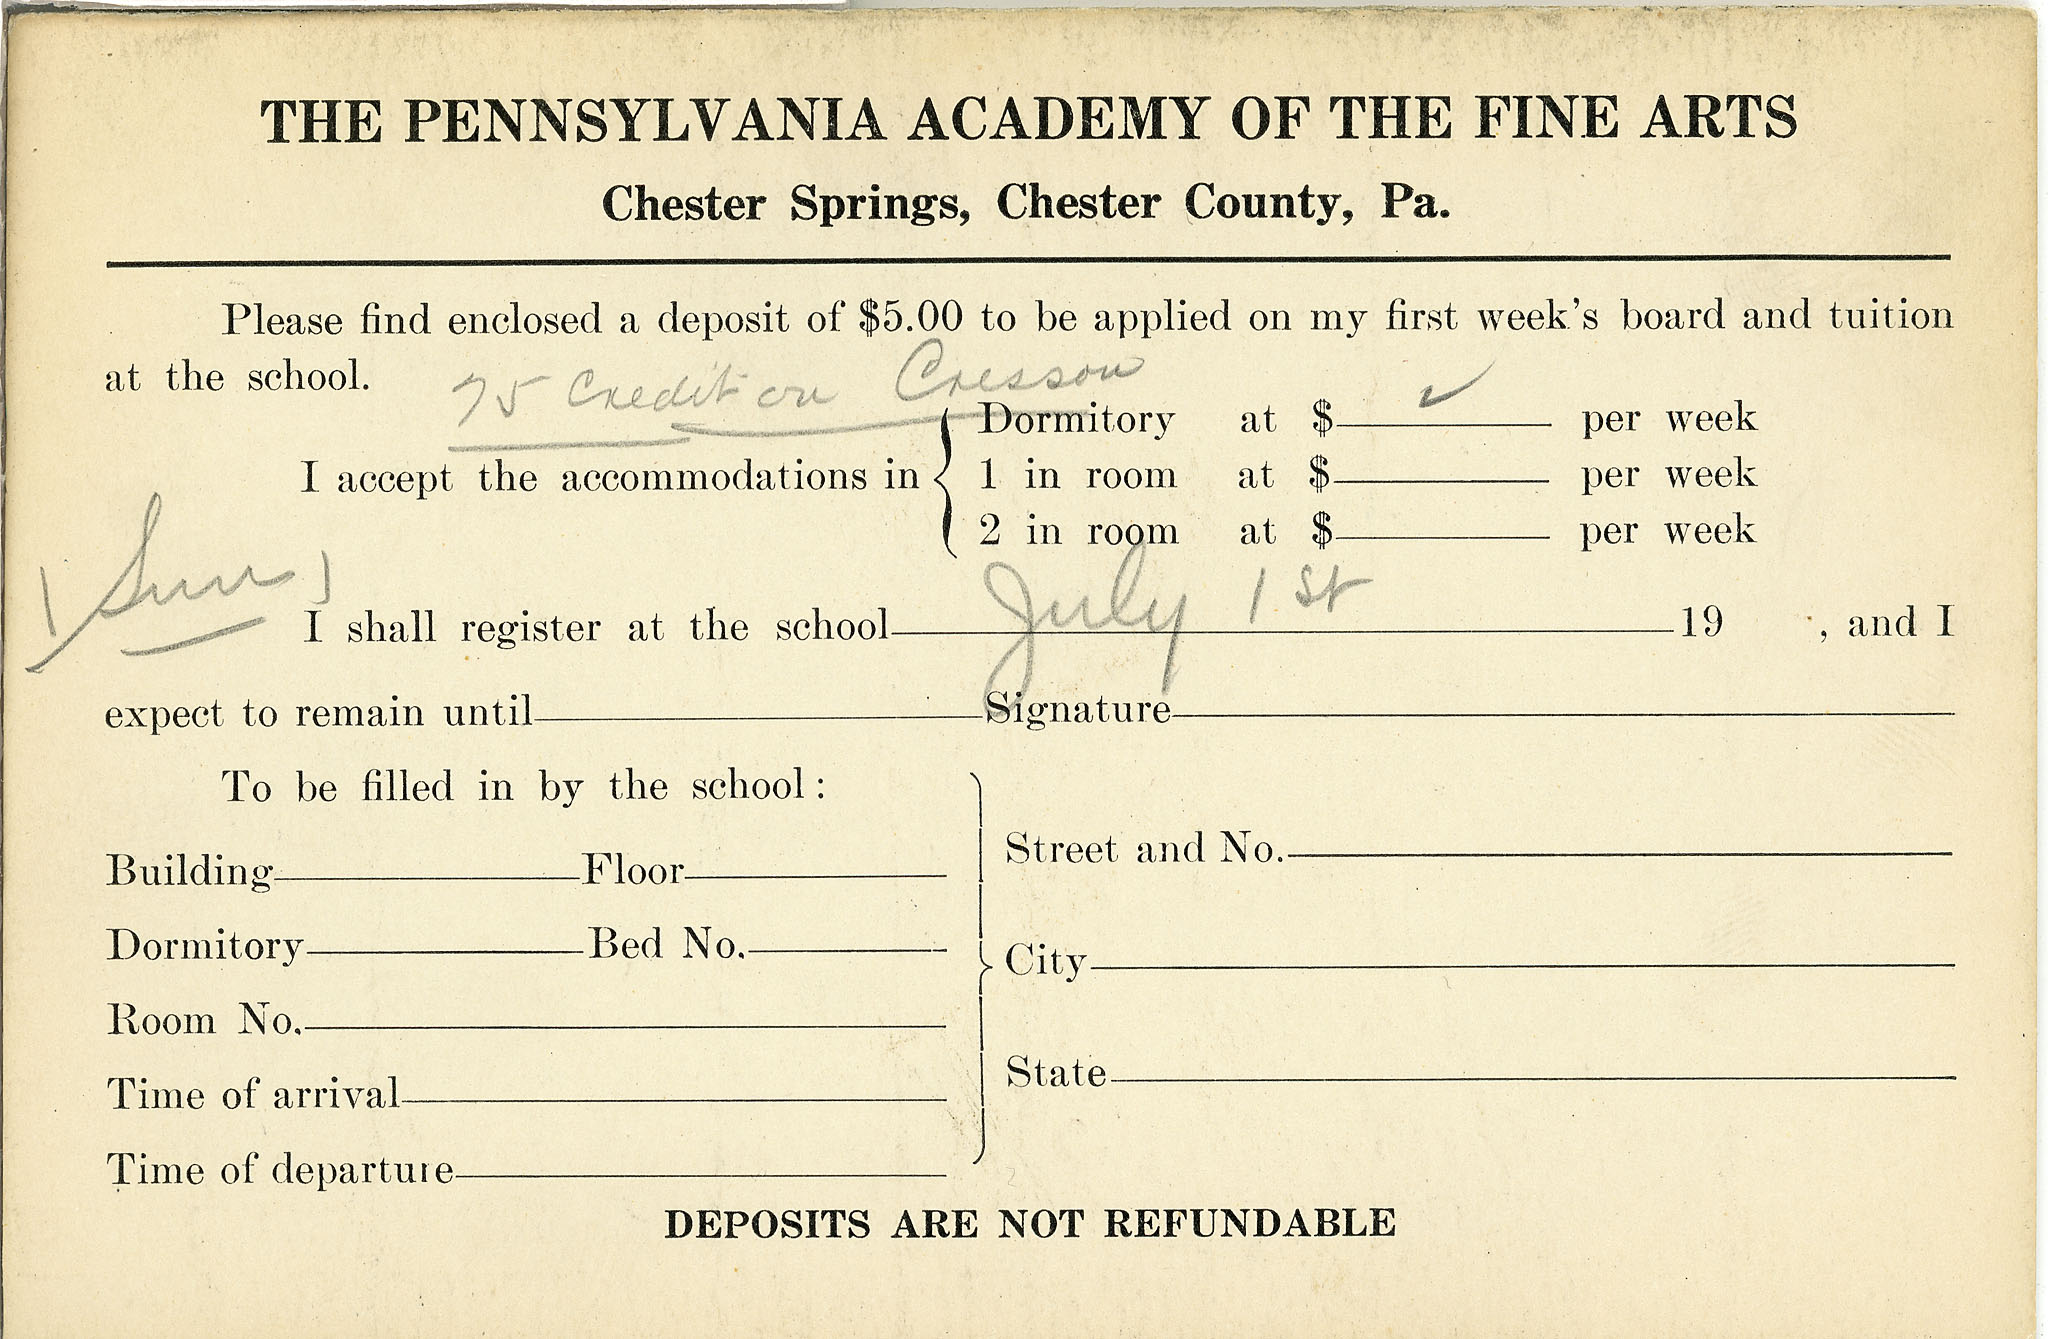 THE PENNSYLVANIA ACADEMY OF THE FINE ARTS
Chester Springs, Chester County, Pa.
Please find enclosed a deposit of $5.00 to be applied on my first week's board and tuition
at the school. 75 Credit on Cresson
Dormitory at $ ✓ per week
I accept the accommodations in { 1 in room at $ per week
2 in room at $ per week
I shall register at the school July 1st 19 , and I
expect to remain until Signature
To be filled in by the school:
Building Floor
Dormitory Bed No.
Room No.
Time of arrival
Time of departure
Street and No.
City
State
DEPOSITS ARE NOT REFUNDABLE